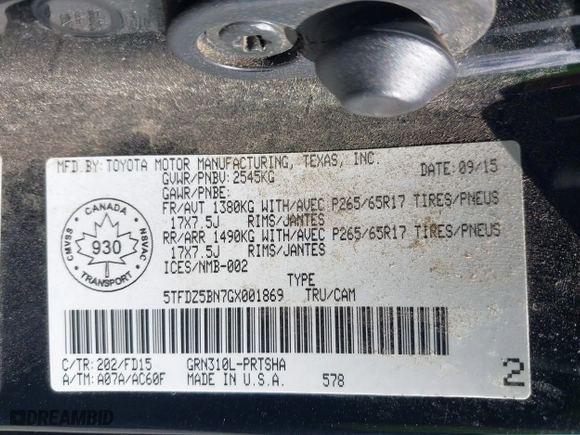 MFD.BY: TOYOTA MOTOR MANUFACTURING, TEXAS, INC. DATE: 09/15
GVWR/PNBV: 2545KG
GAWR/PNBE:
FR/AVT 1380KG WITH/AVEC P265/65R17 TIRES/PNEUS
17X7.5J RIMS/JANTES
RR/ARR 1490KG WITH/AVEC P265/65R17 TIRES/PNEUS
17X7.5J RIMS/JANTES
ICES/NMB-002
CANADA
CMVSS 930 NSVAC
TRANSPORT
TYPE
5TFDZ5BN7GX001869 TRU/CAM
C/TR: 202/FD15 GRN310L-PRTSHA
A/TM: A07A/AC60F MADE IN U.S.A. 578 2
DREAMBID